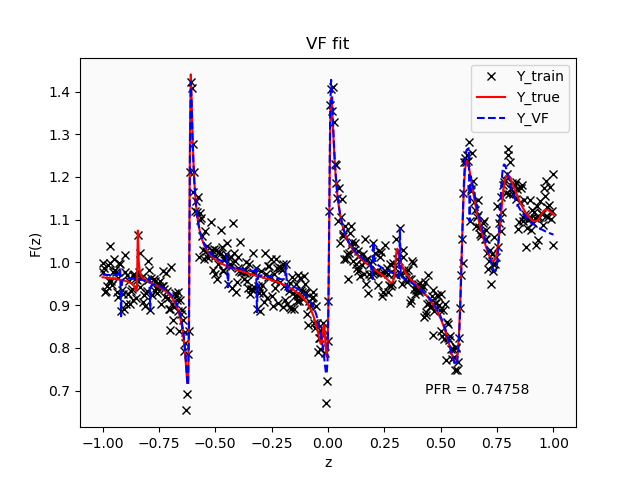 VF fit
Y_train
Y_true
Y_VF
F(z)
1.4
1.3
1.2
1.1
1.0
0.9
0.8
0.7
PFR = 0.74758
−1.00 −0.75 −0.50 −0.25 0.00 0.25 0.50 0.75 1.00
z